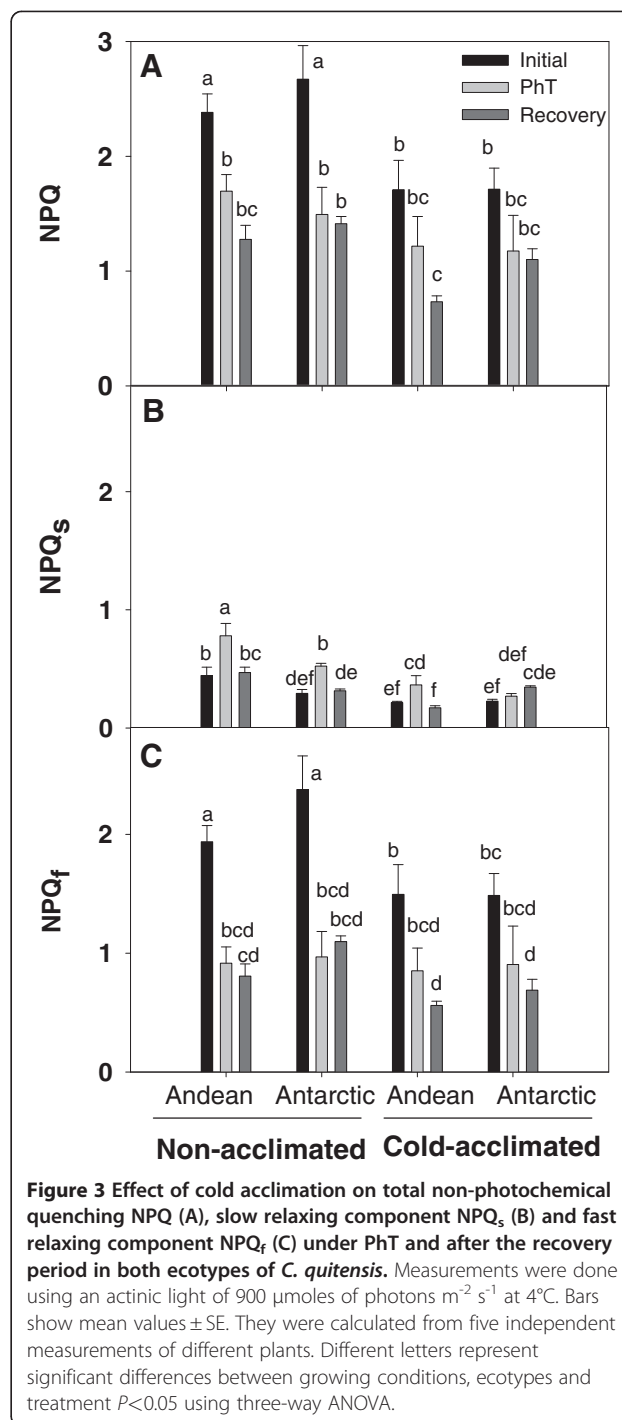 A
Initial
PhT
Recovery
NPQ
3
2
1
0
a
b
bc
a
b
b
b
bc
c
b
bc
bc
B
NPQs
2
1
0
b
a
bc
def
b
de
ef
cd
f
ef
def
cde
C
NPQf
2
1
0
a
bcd
cd
a
bcd
bcd
b
bcd
d
bc
bcd
d
Andean Antarctic Andean Antarctic
Non-acclimated Cold-acclimated
Figure 3 Effect of cold acclimation on total non-photochemical
quenching NPQ (A), slow relaxing component NPQs (B) and fast
relaxing component NPQf (C) under PhT and after the recovery
period in both ecotypes of C. quitensis. Measurements were done
using an actinic light of 900 μmoles of photons m-2 s-1 at 4°C. Bars
show mean values ± SE. They were calculated from five independent
measurements of different plants. Different letters represent
significant differences between growing conditions, ecotypes and
treatment P<0.05 using three-way ANOVA.